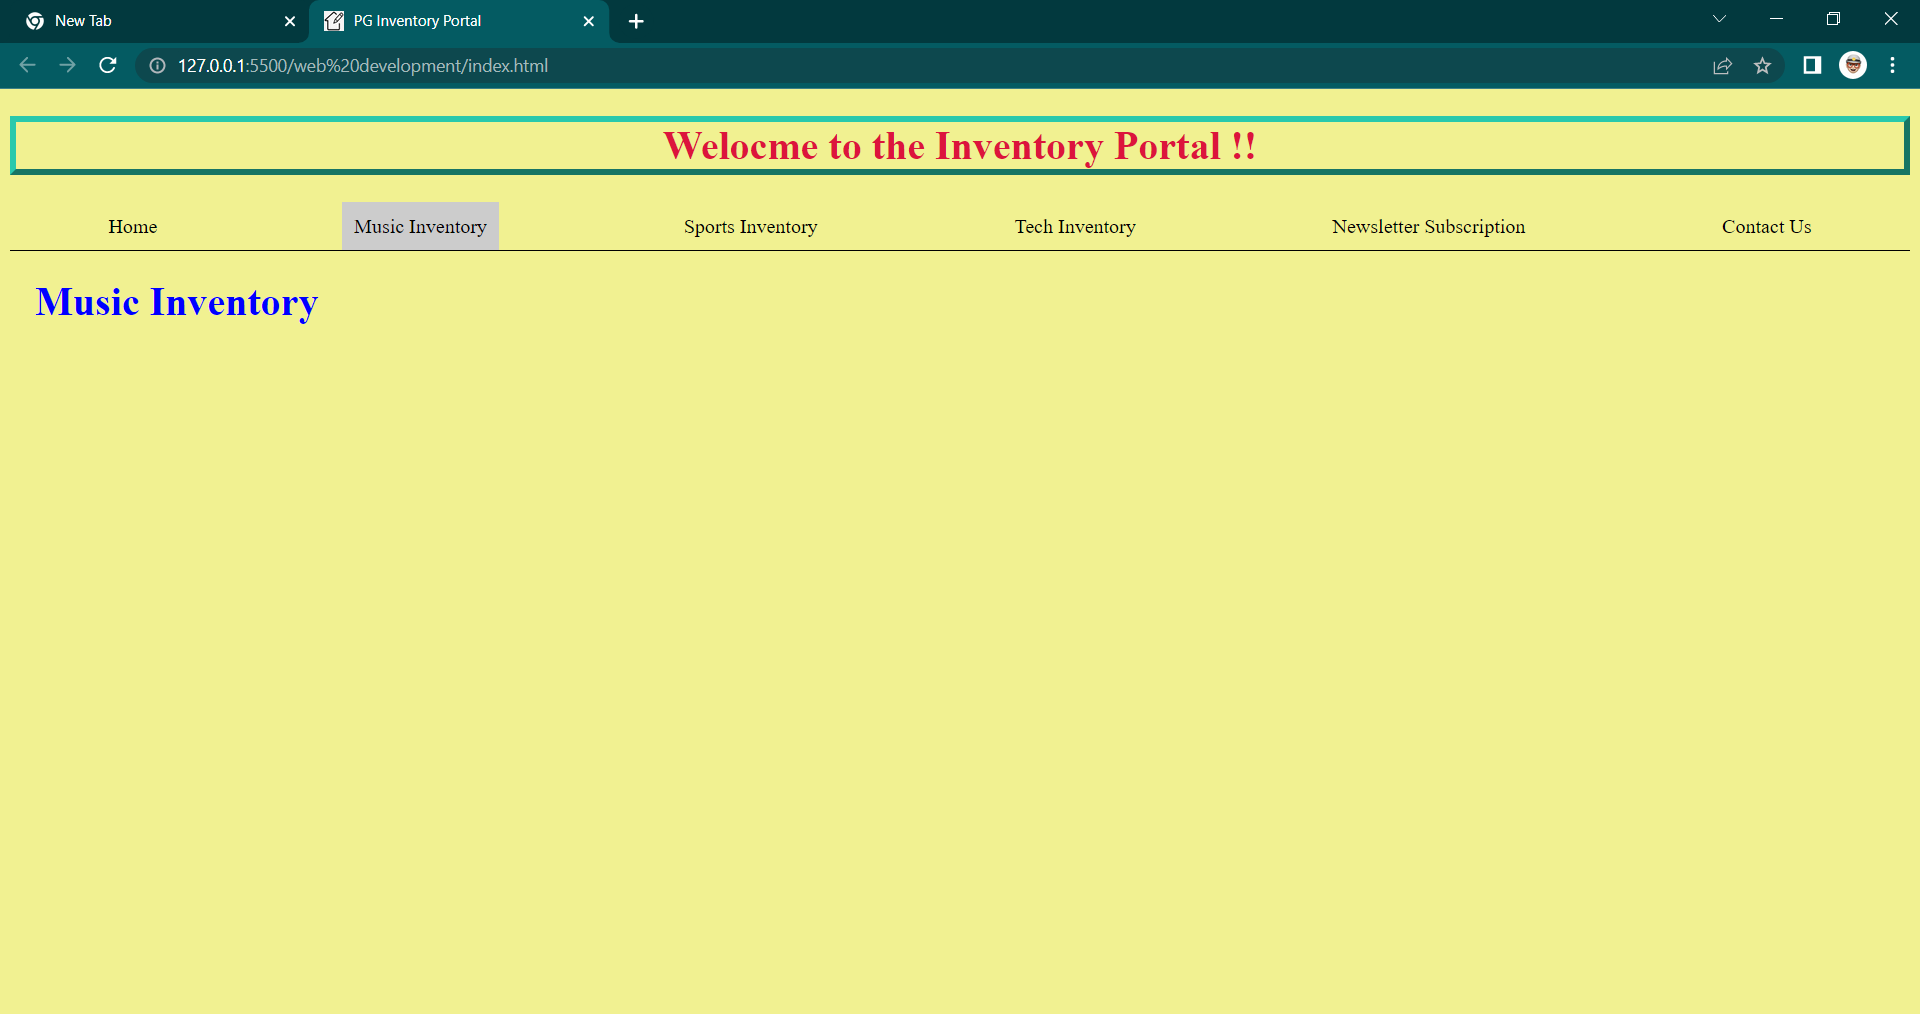 New Tab
PG Inventory Portal
127.0.0.1:5500/web%20development/index.html
Welocme to the Inventory Portal !!
Home
Music Inventory
Sports Inventory
Tech Inventory
Newsletter Subscription
Contact Us
Music Inventory